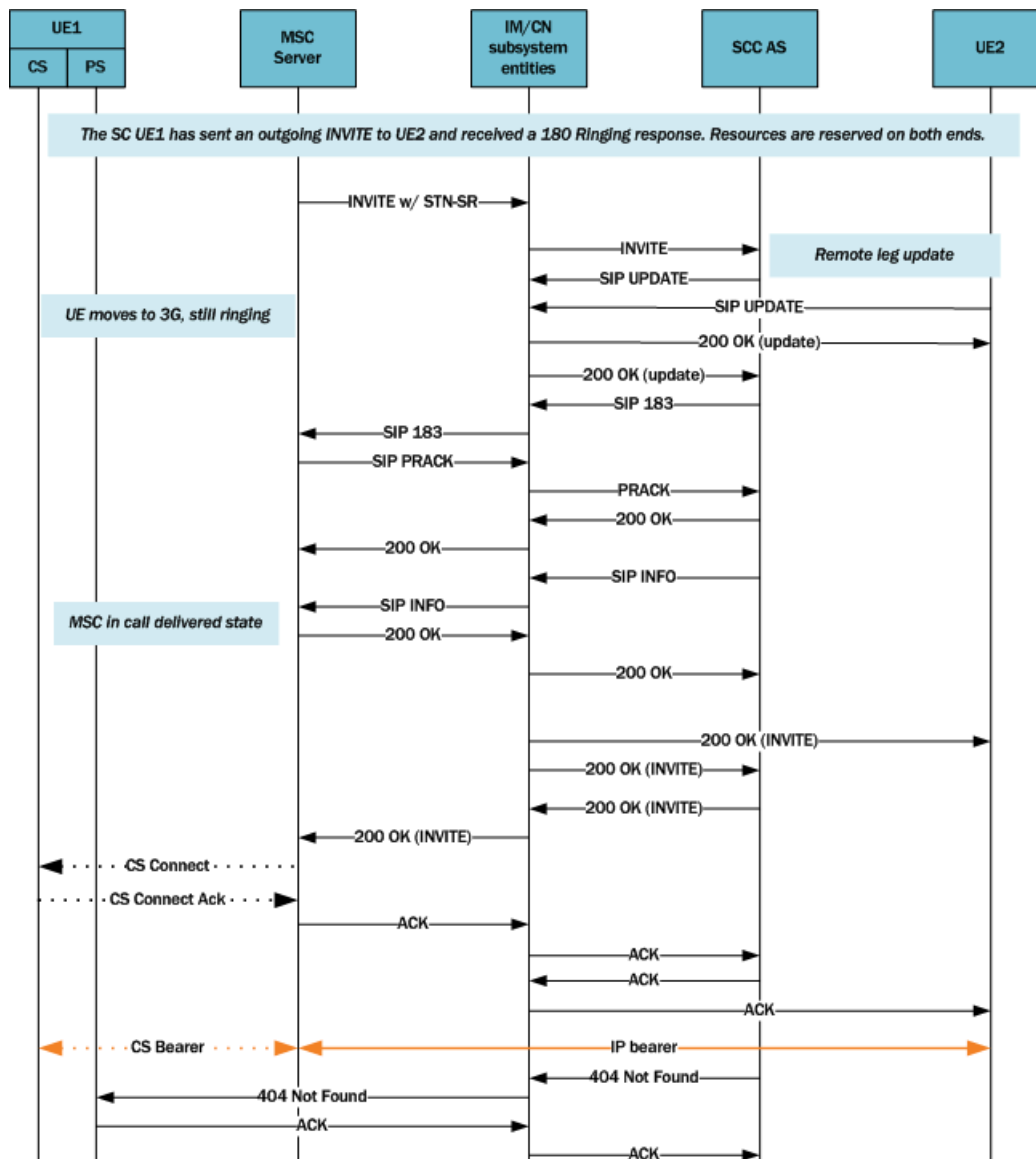 UE1
CS
PS
MSC
Server
IM/CN
subsystem
entities
SCC AS
UE2
The SC UE1 has sent an outgoing INVITE to UE2 and received a 180 Ringing response. Resources are reserved on both ends.
INVITE w/ STN-SR
INVITE
Remote leg update
SIP UPDATE
UE moves to 3G, still ringing
SIP UPDATE
200 OK (update)
200 OK (update)
SIP 183
SIP 183
SIP PRACK
PRACK
200 OK
200 OK
SIP INFO
SIP INFO
MSC in call delivered state
200 OK
200 OK
200 OK (INVITE)
200 OK (INVITE)
200 OK (INVITE)
200 OK (INVITE)
CS Connect
CS Connect Ack
ACK
ACK
ACK
ACK
CS Bearer
IP bearer
404 Not Found
404 Not Found
ACK
ACK